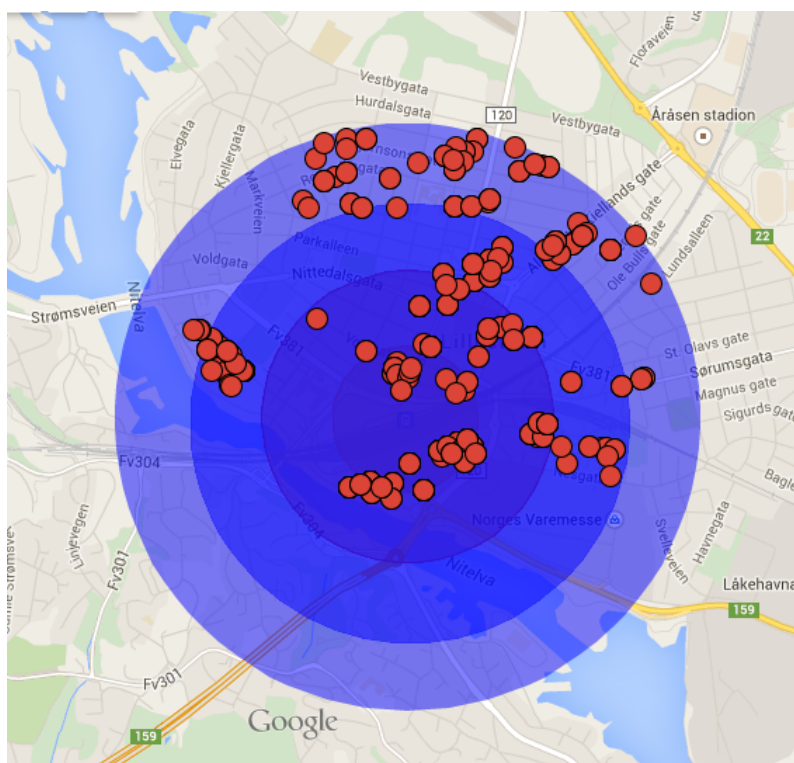 Floraveien
Vestbygata
Hurdalsgata
120
Vestbygata
Åråsen stadion
Elvegata
Kjellergata
Markveien
22
Lundsalleen
Ole Bulls gate
Parkalleen
Voldgata
Nittedalsgata
Strømsveien
Nitelva
Fv381
St. Olavs gate
Sørumsgata
Fv381
Magnus gate
Sigurds gate
Fv304
Norges Varemesse
Linjevegen
Fv301
Fv304
Nitelva
Svelleveien
Havnegata
Låkehavna
159
Fv301
Google
159